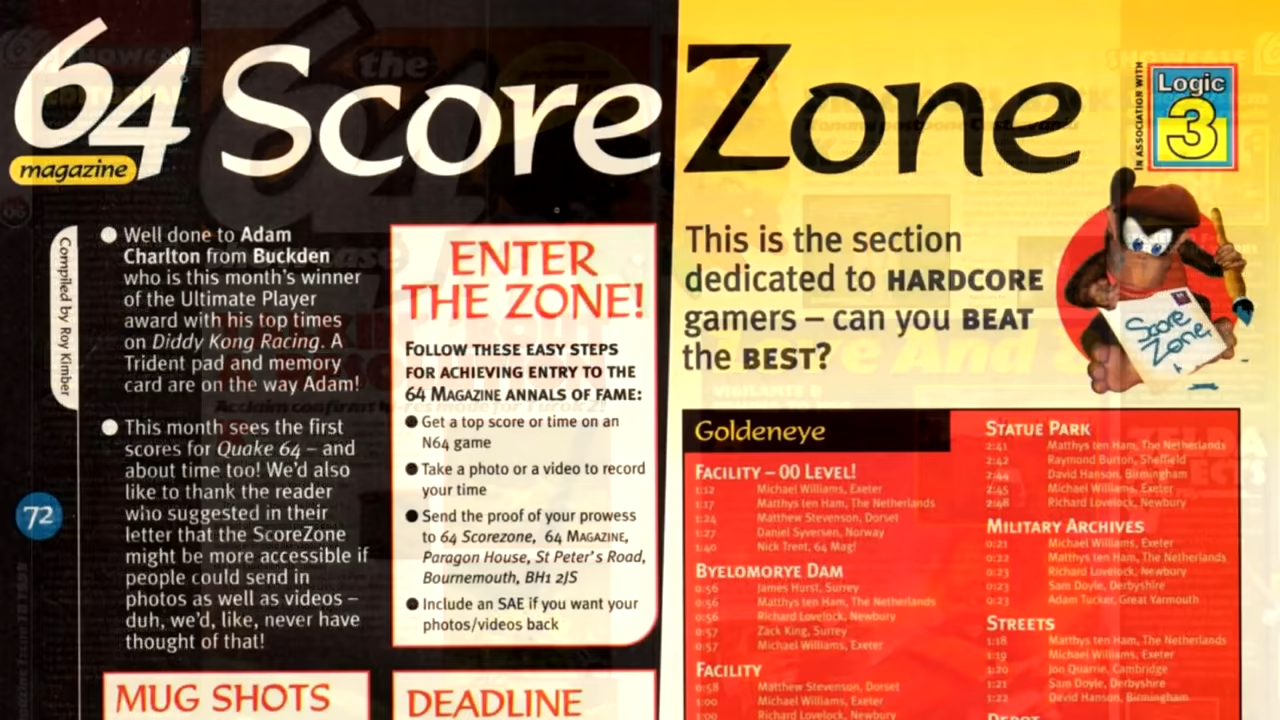 64 Score Zone
magazine
IN ASSOCIATION WITH
Logic
3
Compiled by Roy Kimber
Well done to Adam
Charlton from Buckden
who is this month's winner
of the Ultimate Player
award with his top times
on Diddy Kong Racing. A
Trident pad and memory
card are on the way Adam!
This month sees the first
scores for Quake 64 – and
about time too! We'd also
like to thank the reader
who suggested in their
letter that the ScoreZone
might be more accessible if
people could send in
photos as well as videos –
duh, we'd, like, never have
thought of that!
72
MUG SHOTS
ENTER
THE ZONE!
FOLLOW THESE EASY STEPS
FOR ACHIEVING ENTRY TO THE
64 MAGAZINE ANNALS OF FAME:
Get a top score or time on an
N64 game
Take a photo or a video to record
your time
Send the proof of your prowess
to 64 Scorezone, 64 MAGAZINE,
Paragon House, St Peter's Road,
Bournemouth, BH1 2JS
Include an SAE if you want your
photos/videos back
DEADLINE
This is the section
dedicated to HARDCORE
gamers – can you BEAT
the BEST?
Score
Zone
Goldeneye
FACILITY – 00 LEVEL!
1:12 Michael Williams, Exeter
1:17 Matthys ten Ham, The Netherlands
1:24 Matthew Stevenson, Dorset
1:27 Daniel Syversen, Norway
1:40 Nick Trent, 64 Mag!
BYELOMORYE DAM
0:56 James Hurst, Surrey
0:56 Matthys ten Ham, The Netherlands
0:56 Richard Lovelock, Newbury
0:57 Zack King, Surrey
0:57 Michael Williams, Exeter
FACILITY
0:58 Matthew Stevenson, Dorset
1:00 Michael Williams, Exeter
1:00 Richard Lovelock, Newbury
STATUE PARK
2:41 Matthys ten Ham, The Netherlands
2:42 Raymond Burton, Sheffield
2:44 David Hanson, Birmingham
2:45 Michael Williams, Exeter
2:48 Richard Lovelock, Newbury
MILITARY ARCHIVES
0:21 Michael Williams, Exeter
0:22 Matthys ten Ham, The Netherlands
0:23 Richard Lovelock, Newbury
0:23 Sam Doyle, Derbyshire
0:23 Adam Tucker, Great Yarmouth
STREETS
1:18 Matthys ten Ham, The Netherlands
1:19 Michael Williams, Exeter
1:20 Jon Quarrie, Cambridge
1:21 Sam Doyle, Derbyshire
1:22 David Hanson, Birmingham
DEPOT